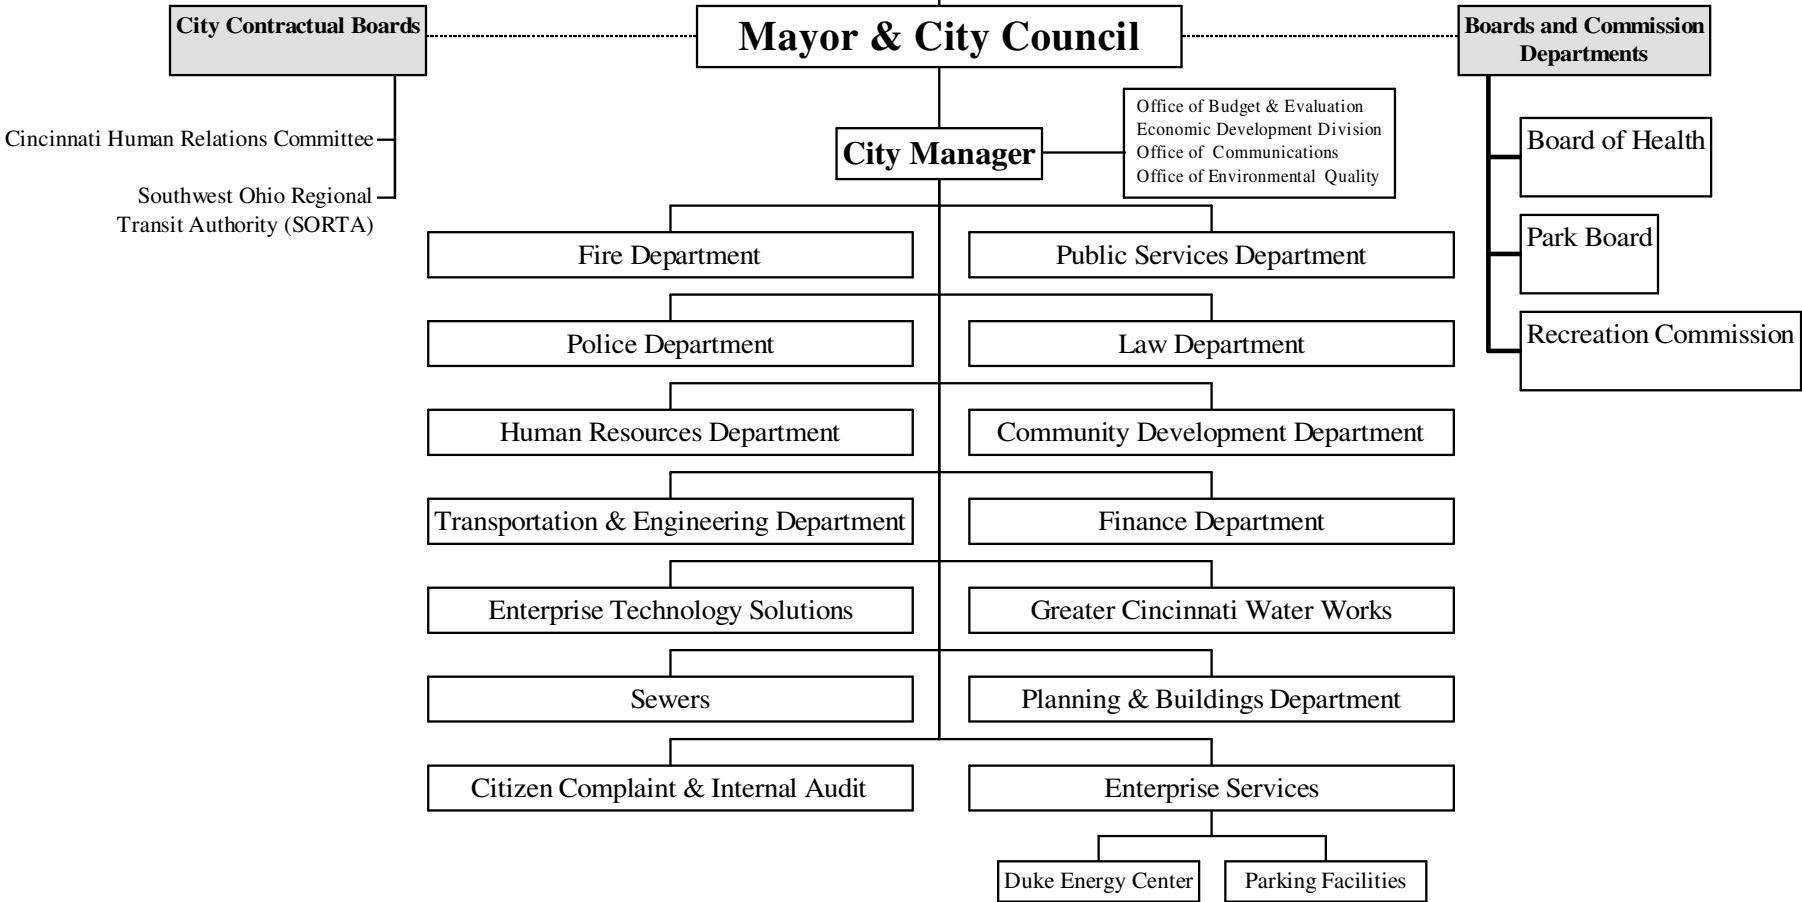 City Contractual Boards
Mayor & City Council
Boards and Commission
Departments
Cincinnati Human Relations Committee
Southwest Ohio Regional
Transit Authority (SORTA)
City Manager
Office of Budget & Evaluation
Economic Development Division
Office of Communications
Office of Environmental Quality
Board of Health
Park Board
Recreation Commission
Fire Department
Public Services Department
Police Department
Law Department
Human Resources Department
Community Development Department
Transportation & Engineering Department
Finance Department
Enterprise Technology Solutions
Greater Cincinnati Water Works
Sewers
Planning & Buildings Department
Citizen Complaint & Internal Audit
Enterprise Services
Duke Energy Center
Parking Facilities